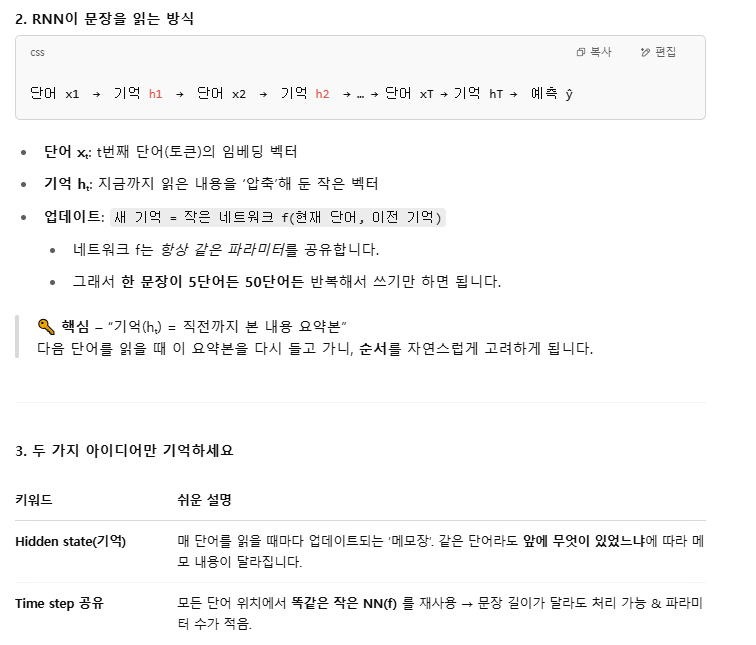 2. RNN이 문장을 읽는 방식
css
복사
편집
단어 x1 → 기억 h1 → 단어 x2 → 기억 h2 → … → 단어 xT → 기억 hT → 예측 ŷ
단어 xₜ: t번째 단어(토큰)의 임베딩 벡터
기억 hₜ: 지금까지 읽은 내용을 ‘압축’해 둔 작은 벡터
업데이트: 새 기억 = 작은 네트워크 f(현재 단어, 이전 기억)
네트워크 f는 항상 같은 파라미터를 공유합니다.
그래서 한 문장이 5단어든 50단어든 반복해서 쓰기만 하면 됩니다.
🔑 핵심 – “기억(hₜ) = 직전까지 본 내용 요약본”
다음 단어를 읽을 때 이 요약본을 다시 들고 가니, 순서를 자연스럽게 고려하게 됩니다.
3. 두 가지 아이디어만 기억하세요
키워드 쉬운 설명
Hidden state(기억) 매 단어를 읽을 때마다 업데이트되는 ‘메모장’. 같은 단어라도 앞에 무엇이 있었느냐에 따라 메
모 내용이 달라집니다.
Time step 공유 모든 단어 위치에서 똑같은 작은 NN(f) 를 재사용 → 문장 길이가 달라도 처리 가능 & 파라미
터 수가 적음.